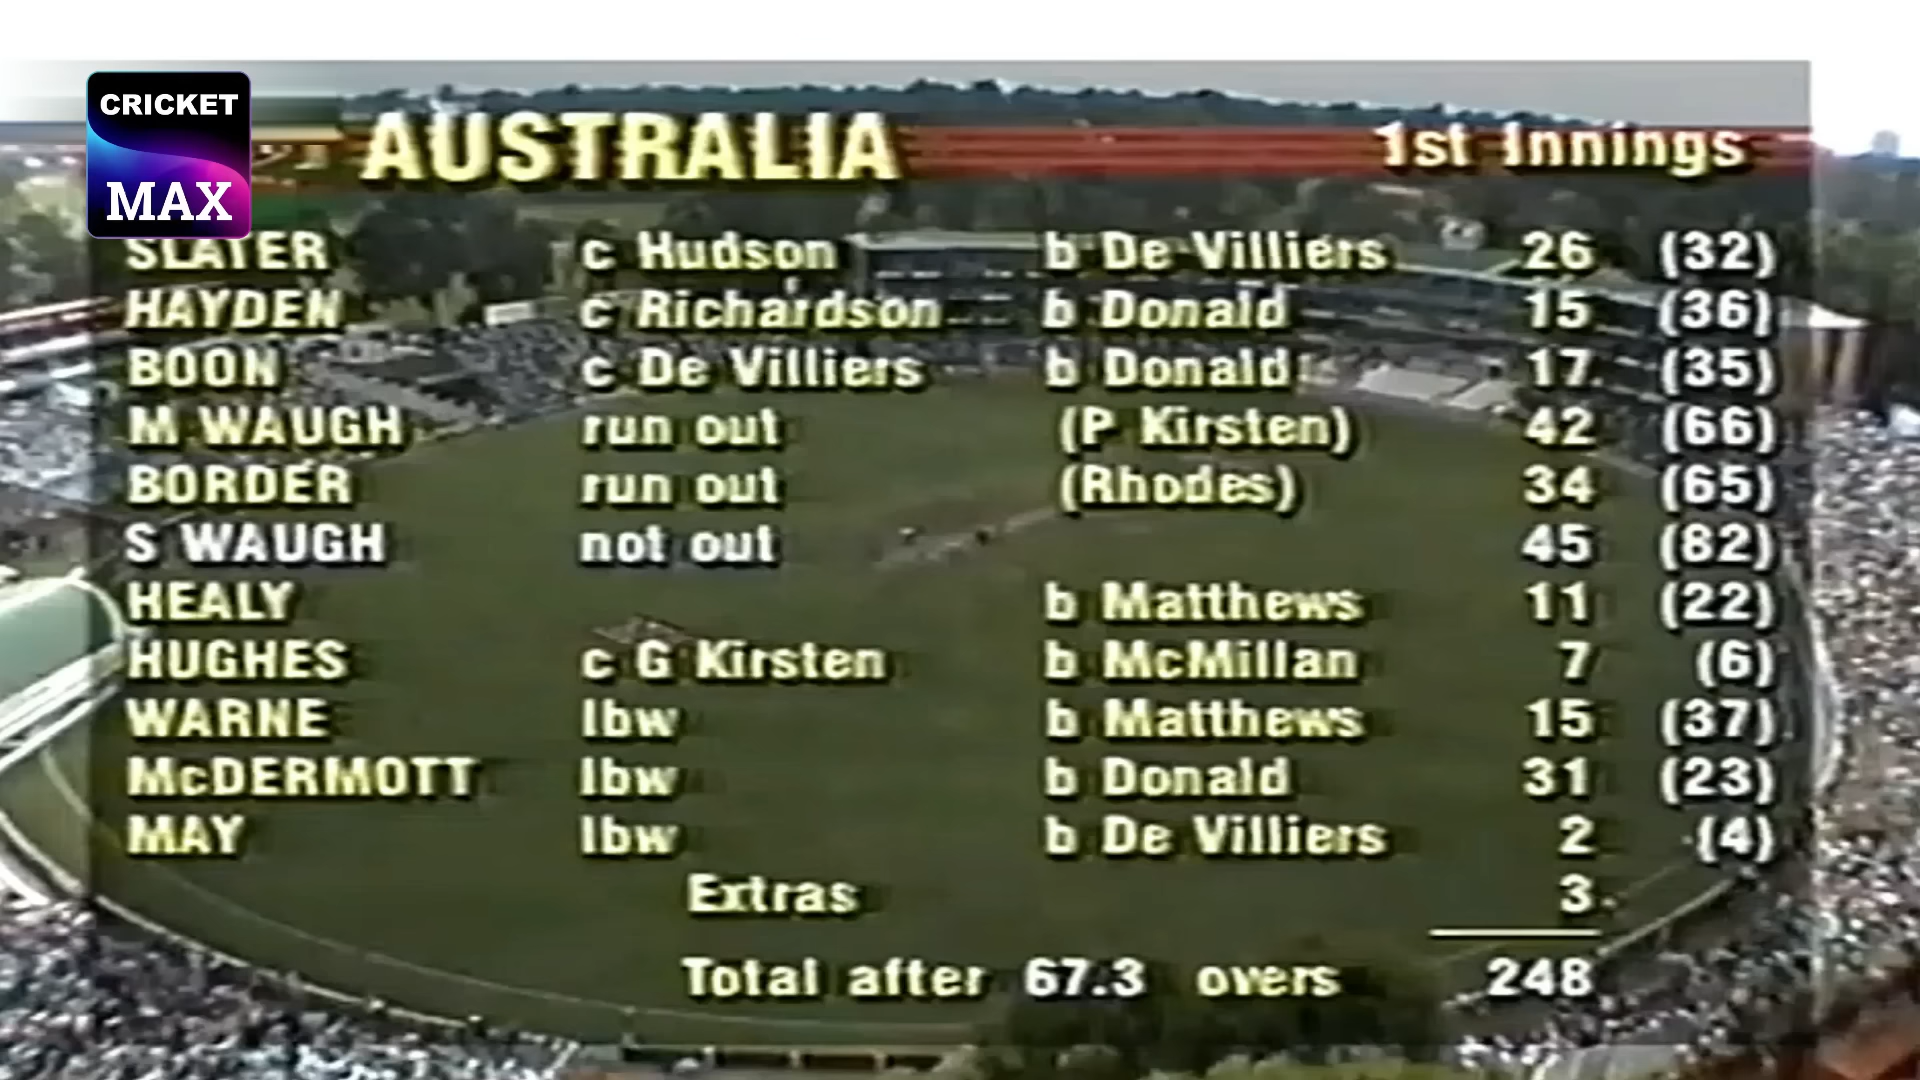 CRICKET
MAX
AUSTRALIA 1st Innings
SLATER c Hudson b De Villiers 26 (32)
HAYDEN c Richardson b Donald 15 (36)
BOON c De Villiers b Donald 17 (35)
M WAUGH run out (P Kirsten) 42 (66)
BORDER run out (Rhodes) 34 (65)
S WAUGH not out 45 (82)
HEALY b Matthews 11 (22)
HUGHES c G Kirsten b McMillan 7 (6)
WARNE lbw b Matthews 15 (37)
McDERMOTT lbw b Donald 31 (23)
MAY lbw b De Villiers 2 (4)
Extras 3
Total after 67.3 overs 248